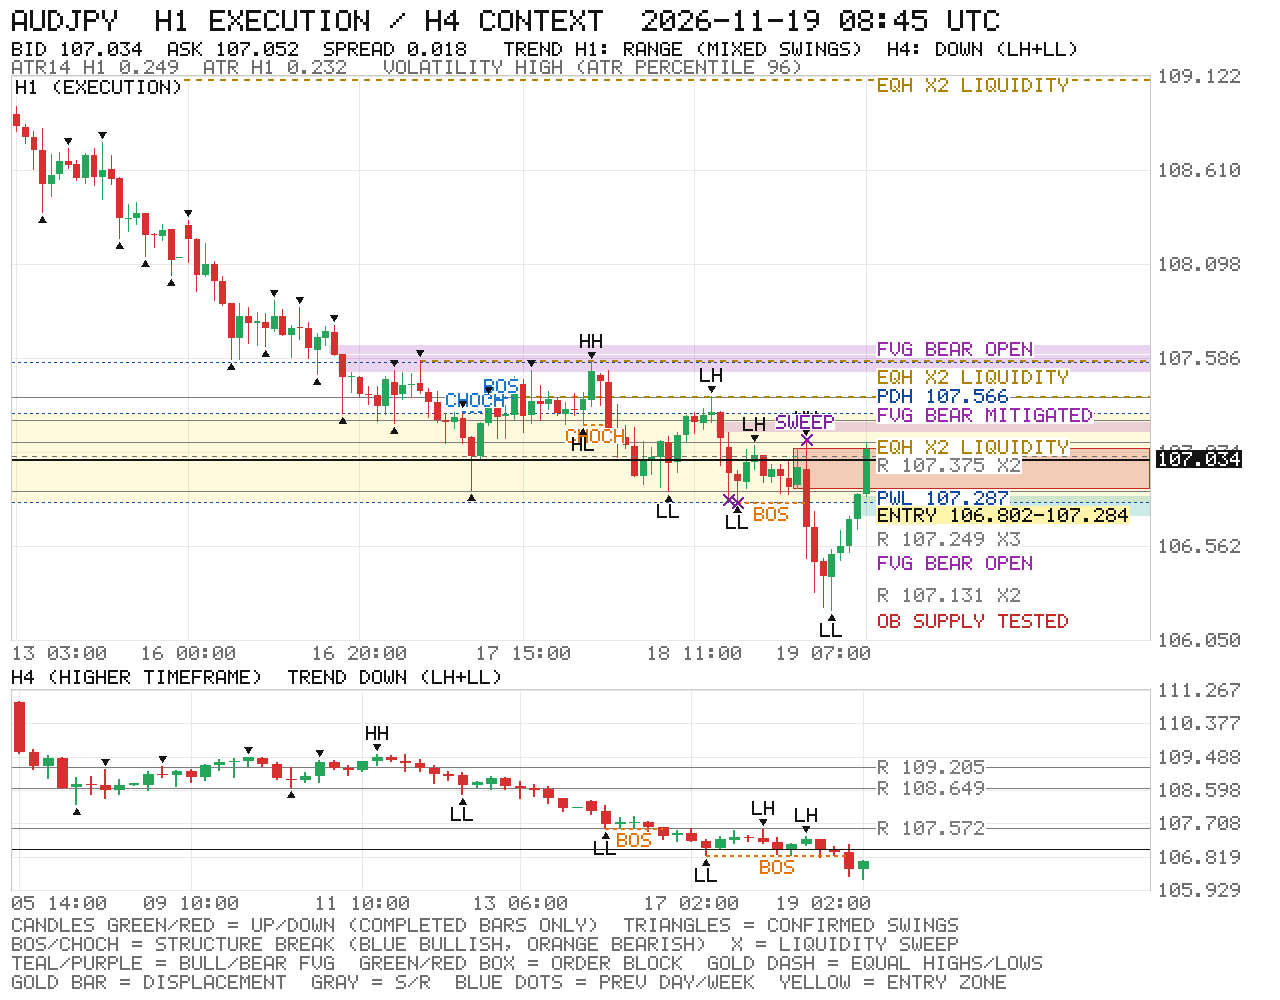 AUDJPY  H1 EXECUTION / H4 CONTEXT  2026-11-19 08:45 UTC
BID 107.034  ASK 107.052  SPREAD 0.018   TREND H1: RANGE (MIXED SWINGS)  H4: DOWN (LH+LL)
ATR14 H1 0.249  ATR H1 0.232   VOLATILITY HIGH (ATR PERCENTILE 96)
109.122
EQH X2 LIQUIDITY
H1 (EXECUTION)
108.610
108.098
HH
FVG BEAR OPEN
107.586
LH
EQH X2 LIQUIDITY
BOS
CHOCH
PDH 107.566
FVG BEAR MITIGATED
SWEEP
LH
CHOCH
HL
EQH X2 LIQUIDITY
107.034
R 107.375 X2
PWL 107.287
LL
LL
BOS
ENTRY 106.802-107.284
R 107.249 X3
106.562
FVG BEAR OPEN
R 107.131 X2
OB SUPPLY TESTED
LL
106.050
13 03:00
16 00:00
16 20:00
17 15:00
18 11:00
19 07:00
H4 (HIGHER TIMEFRAME)  TREND DOWN (LH+LL)
111.267
110.377
HH
109.488
R 109.205
108.598
R 108.649
LL
LH
LH
107.708
R 107.572
BOS
LL
106.819
BOS
LL
105.929
05 14:00
09 10:00
11 10:00
13 06:00
17 02:00
19 02:00
CANDLES GREEN/RED = UP/DOWN (COMPLETED BARS ONLY)  TRIANGLES = CONFIRMED SWINGS
BOS/CHOCH = STRUCTURE BREAK (BLUE BULLISH, ORANGE BEARISH)  X = LIQUIDITY SWEEP
TEAL/PURPLE = BULL/BEAR FVG  GREEN/RED BOX = ORDER BLOCK  GOLD DASH = EQUAL HIGHS/LOWS
GOLD BAR = DISPLACEMENT  GRAY = S/R  BLUE DOTS = PREV DAY/WEEK  YELLOW = ENTRY ZONE